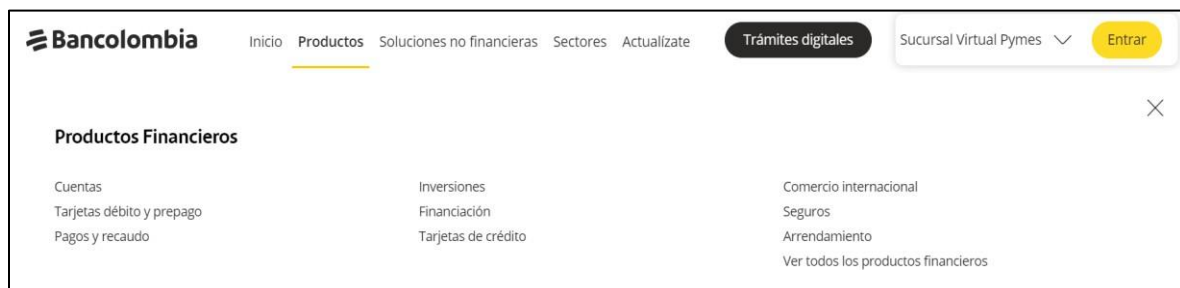 Bancolombia
Inicio Productos Soluciones no financieras Sectores Actualízate Trámites digitales Sucursal Virtual Pymes Entrar
Productos Financieros
Cuentas
Tarjetas débito y prepago
Pagos y recaudo
Inversiones
Financiación
Tarjetas de crédito
Comercio internacional
Seguros
Arrendamiento
Ver todos los productos financieros